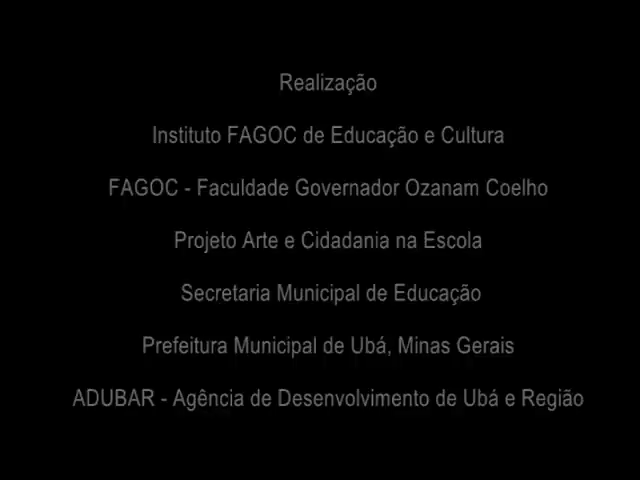 Realização
Instituto FAGOC de Educação e Cultura
FAGOC - Faculdade Governador Ozanam Coelho
Projeto Arte e Cidadania na Escola
Secretaria Municipal de Educação
Prefeitura Municipal de Ubá, Minas Gerais
ADUBAR - Agência de Desenvolvimento de Ubá e Região